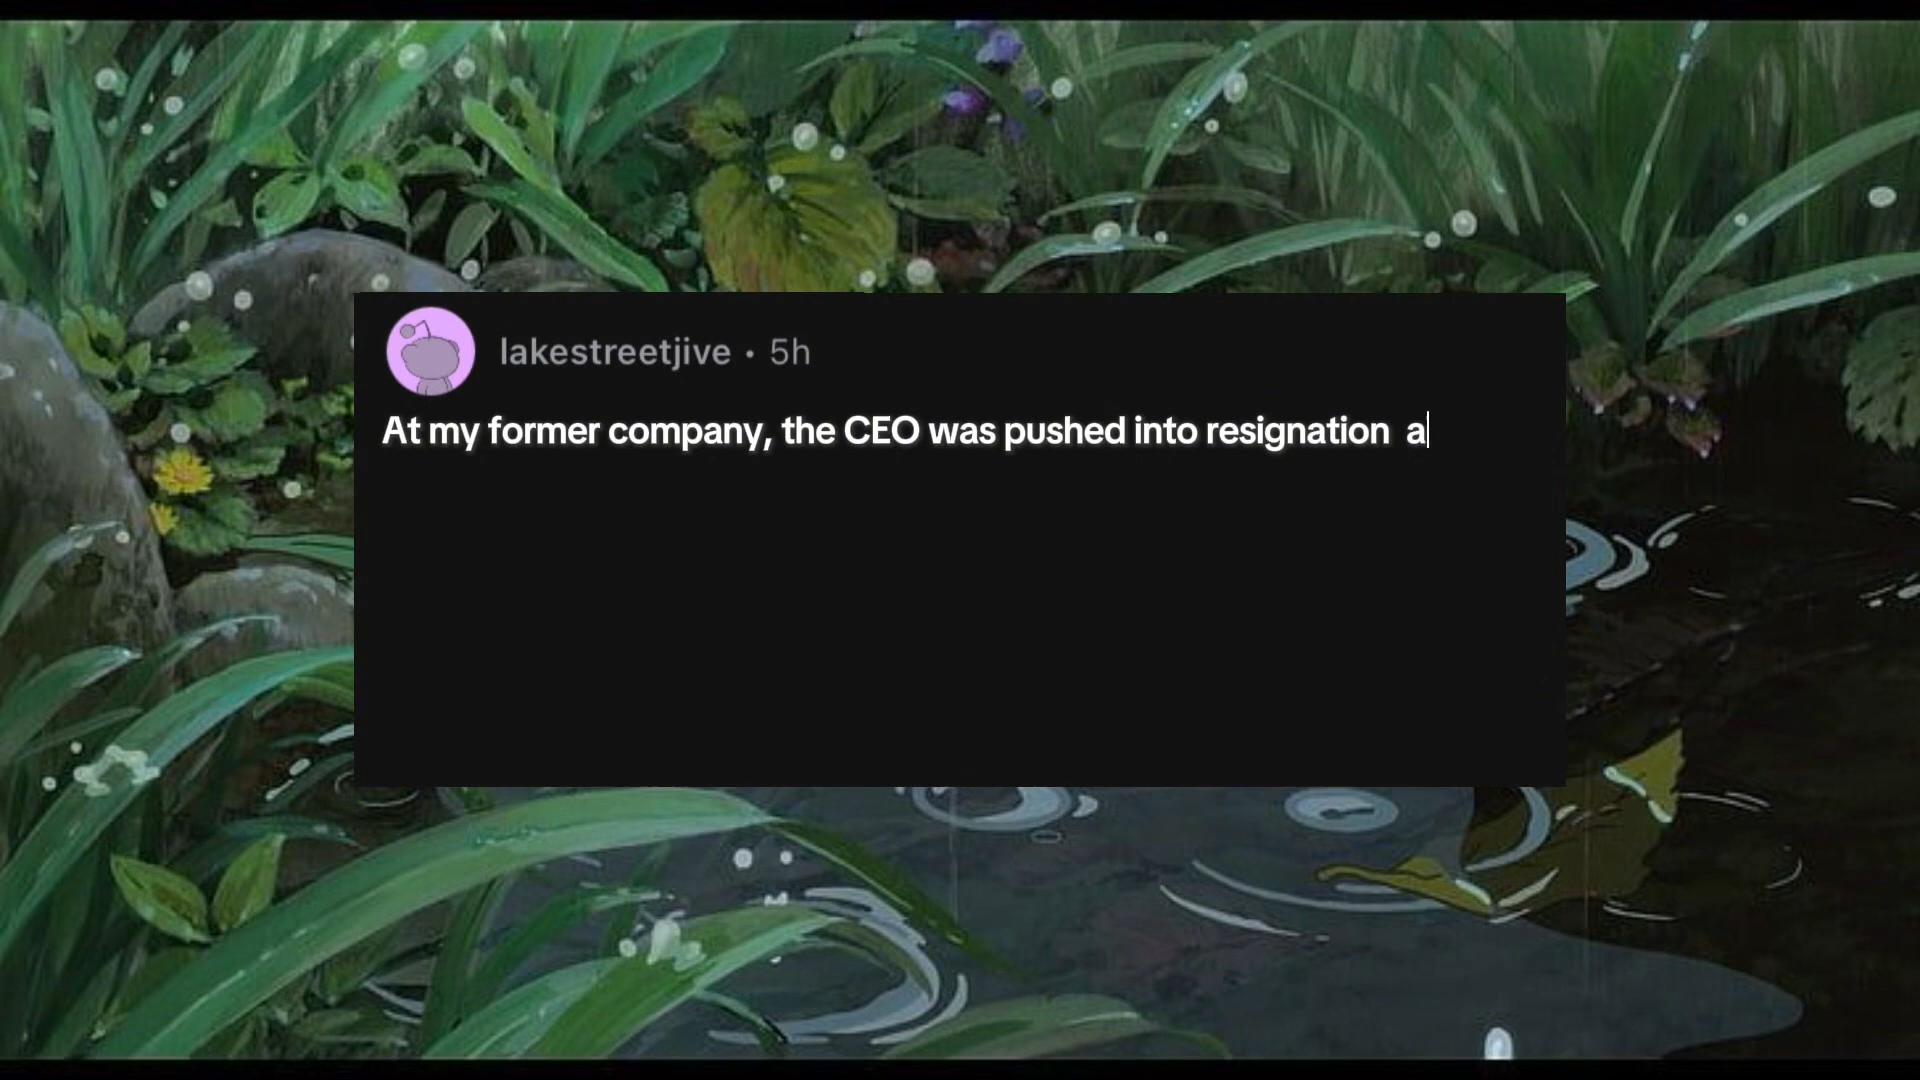 lakestreetjive • 5h
At my former company, the CEO was pushed into resignation a